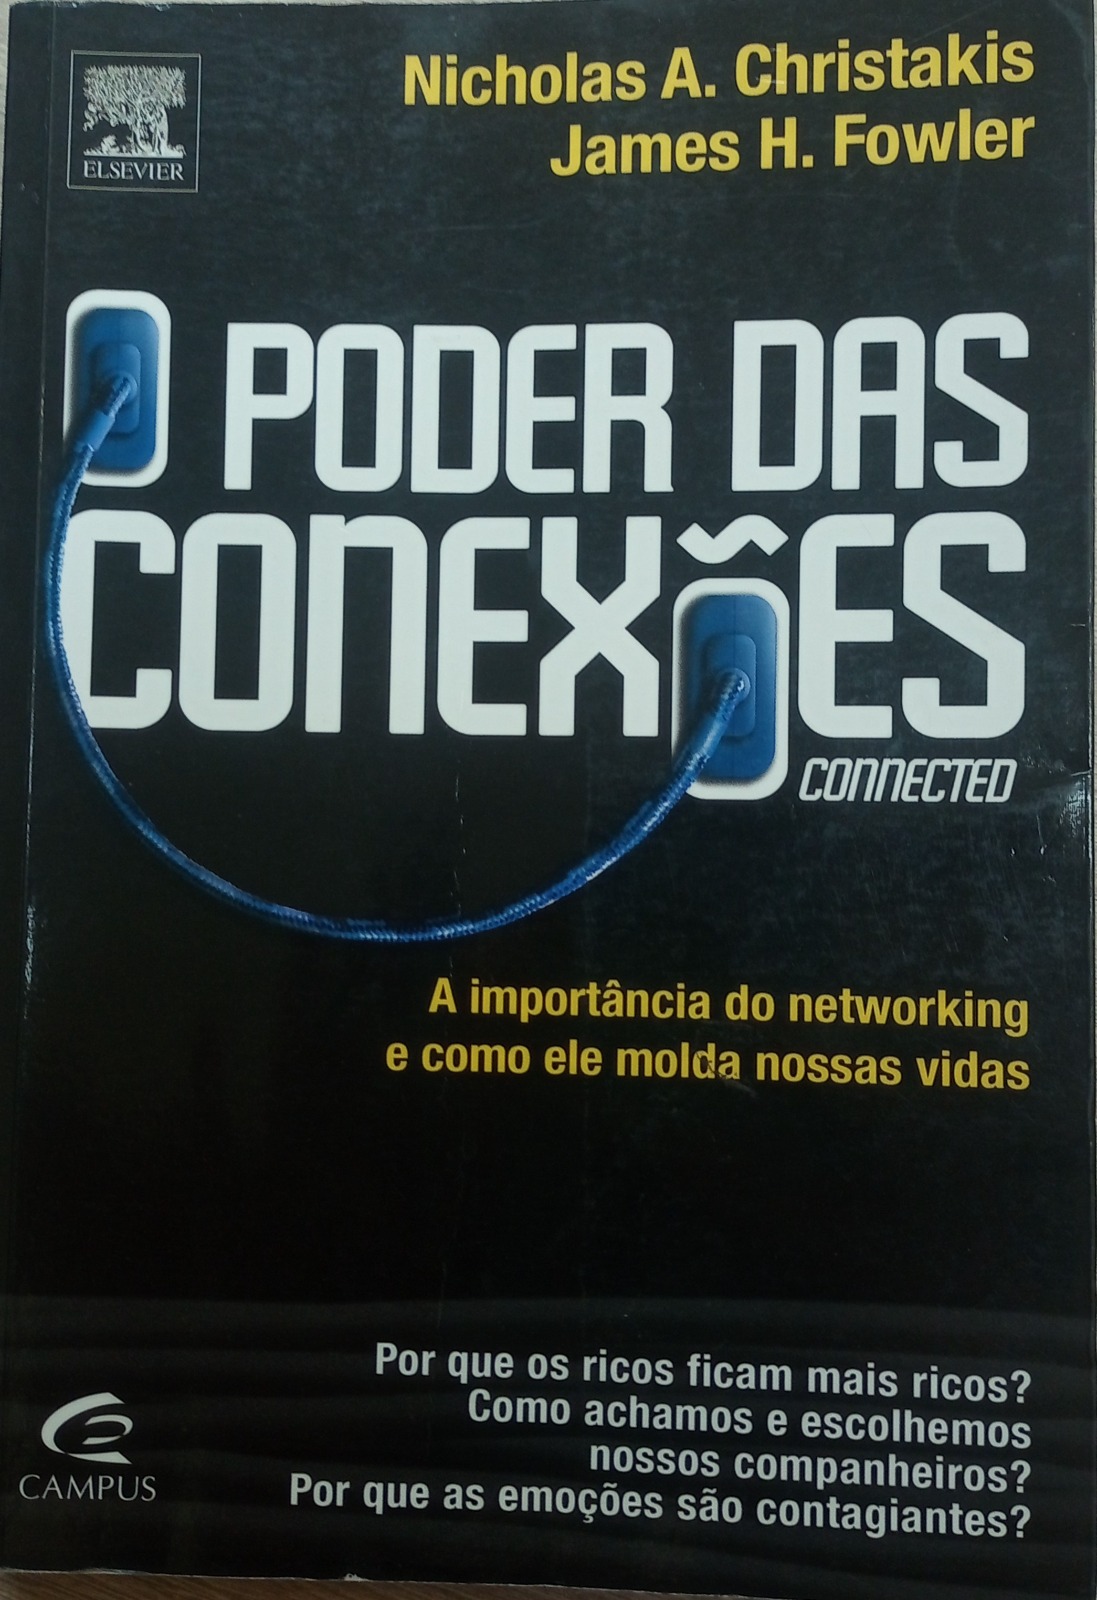 Nicholas A. Christakis
James H. Fowler
ELSEVIER
O PODER DAS
CONEXÕES
CONNECTED
A importância do networking
e como ele molda nossas vidas
Por que os ricos ficam mais ricos?
Como achamos e escolhemos
nossos companheiros?
Por que as emoções são contagiantes?
CAMPUS